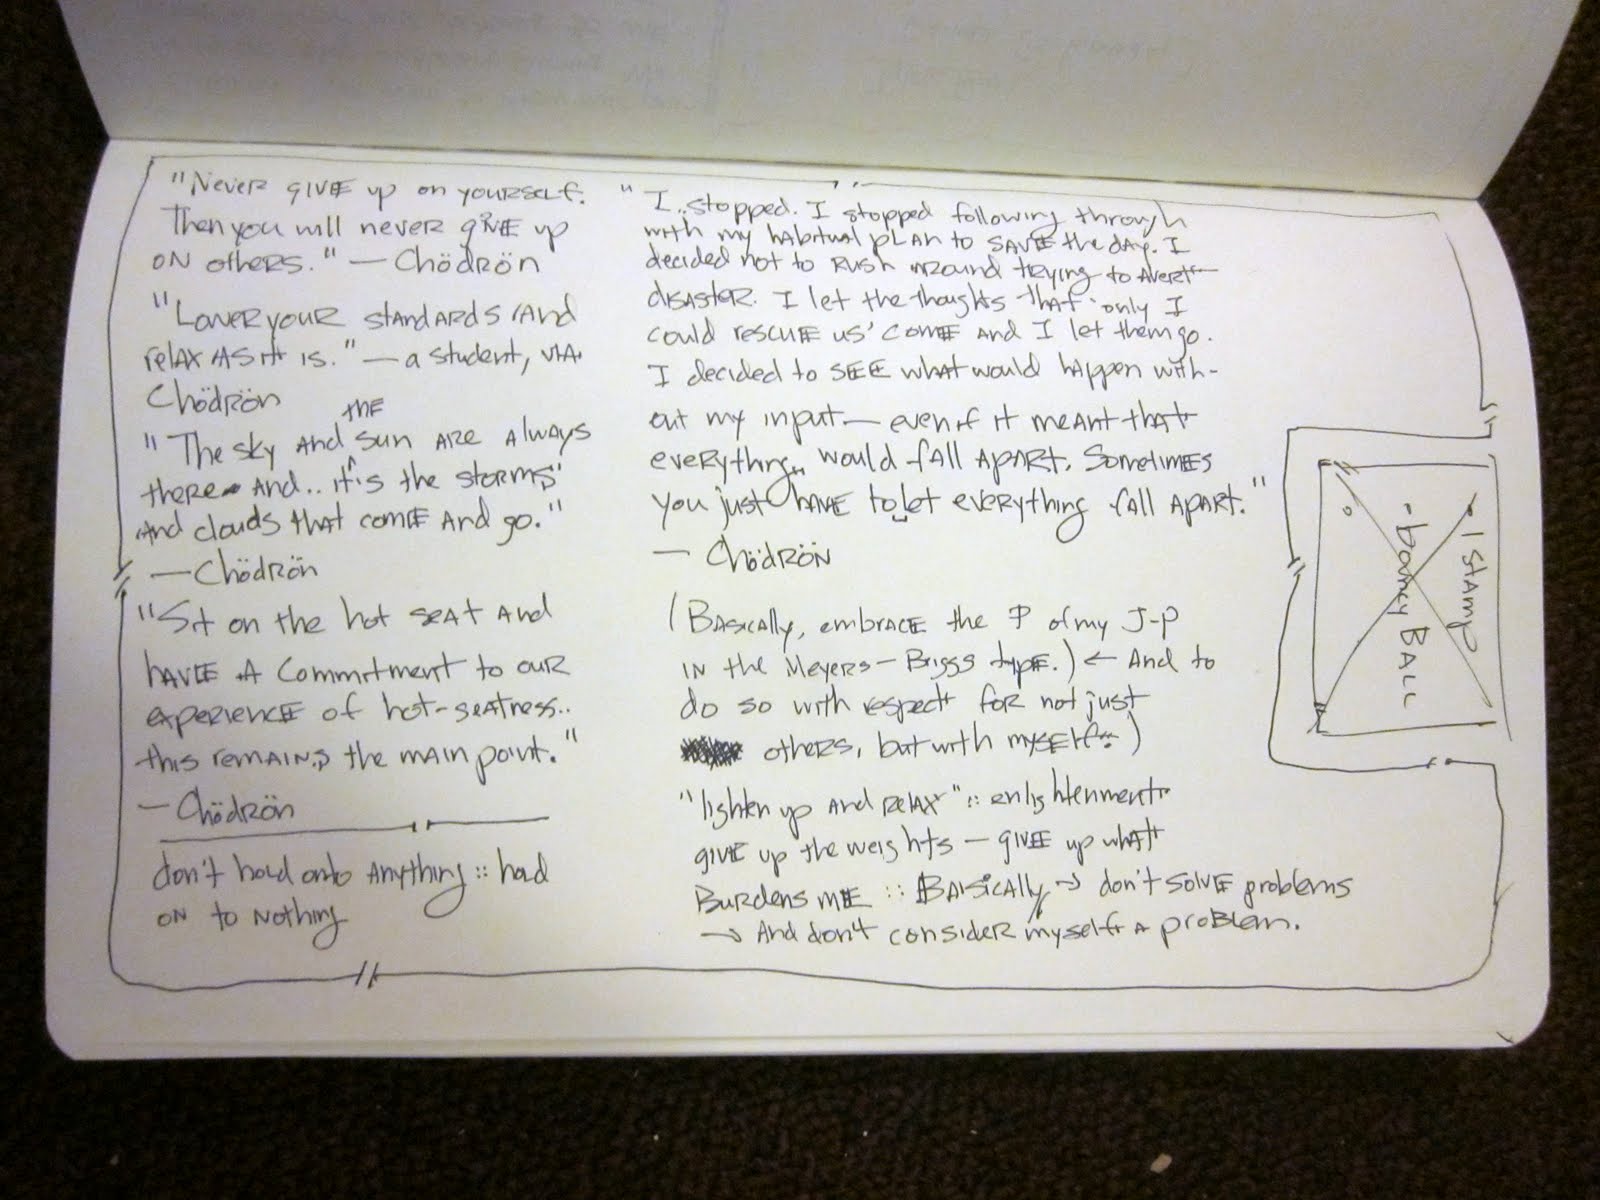 "Never give up on yourself.
Then you will never give up
on others." — Chödrön
"Lower your standards and
relax as it is." — a student, via
Chödrön
"The sky and the sun are always
there and.. it's the storms
and clouds that come and go."
— Chödrön
"Sit on the hot seat and
have a commitment to our
experience of hot-seatness..
this remains the main point."
— Chödrön
don't hold onto anything :: hold
on to nothing
"I.. stopped. I stopped following through
with my habitual plan to save the day. I
decided not to rush around trying to avert
disaster. I let the thoughts that 'only I
could rescue us' come and I let them go.
I decided to see what would happen with-
out my input — even if it meant that
everything would fall apart. Sometimes
you just have to let everything fall apart."
— Chödrön
(Basically, embrace the P of my J-P
in the Meyers-Briggs type.) ← And to
do so with respect for not just
others, but with myself.)
"lighten up and relax" :: enlightenment
give up the weights — give up what
burdens me :: Basically → don't solve problems
→ And don't consider myself a problem.
• 1 stamp
• bouncy ball